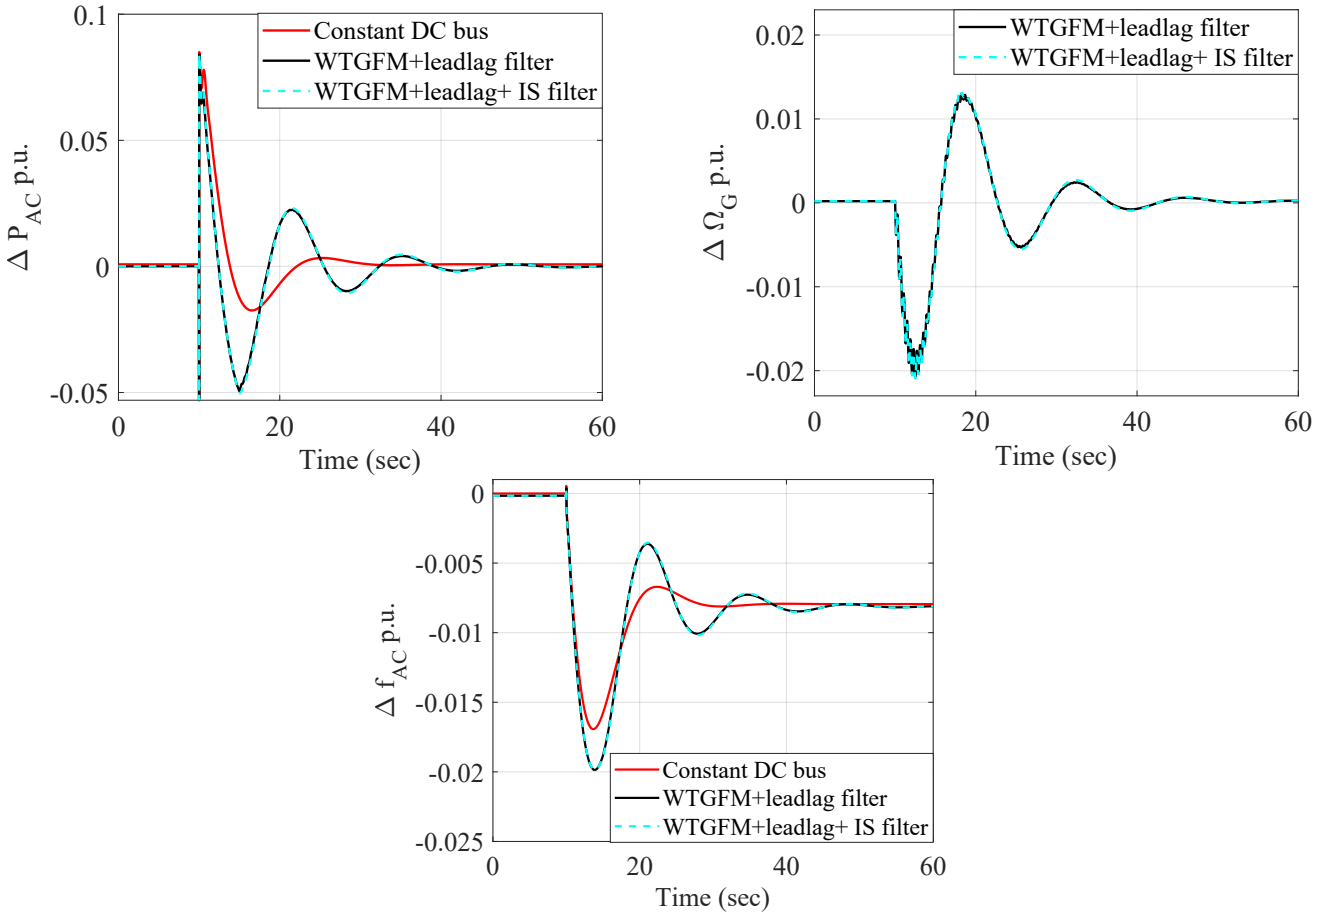 0.1
0.05
0
-0.05
0
20
40
60
Δ P_AC p.u.
Time (sec)
Constant DC bus
WTGFM+leadlag filter
WTGFM+leadlag+ IS filter
0.02
0.01
0
-0.01
-0.02
0
20
40
60
Δ Ω_G p.u.
Time (sec)
WTGFM+leadlag filter
WTGFM+leadlag+ IS filter
0
-0.005
-0.01
-0.015
-0.02
-0.025
0
20
40
60
Δ f_AC p.u.
Time (sec)
Constant DC bus
WTGFM+leadlag filter
WTGFM+leadlag+ IS filter